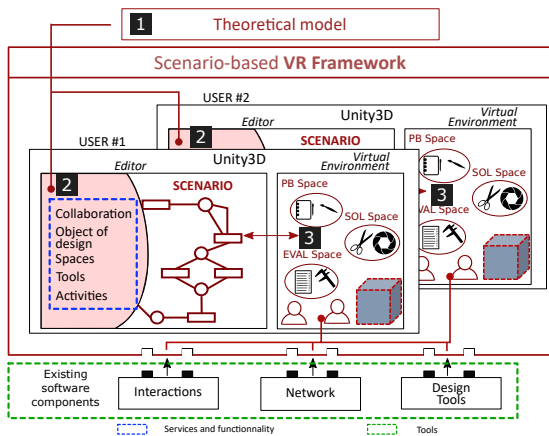 1
Theoretical model
Scenario-based VR Framework
USER #2
Unity3D
Editor
Virtual
Environment
2
SCENARIO
PB Space
SOL Space
3
EVAL Space
USER #1
Unity3D
Editor
Virtual
Environment
2
SCENARIO
Collaboration
Object of
design
Spaces
Tools
Activities
PB Space
SOL Space
3
EVAL Space
Existing
software
components
Interactions
Network
Design
Tools
Services and functionnality
Tools